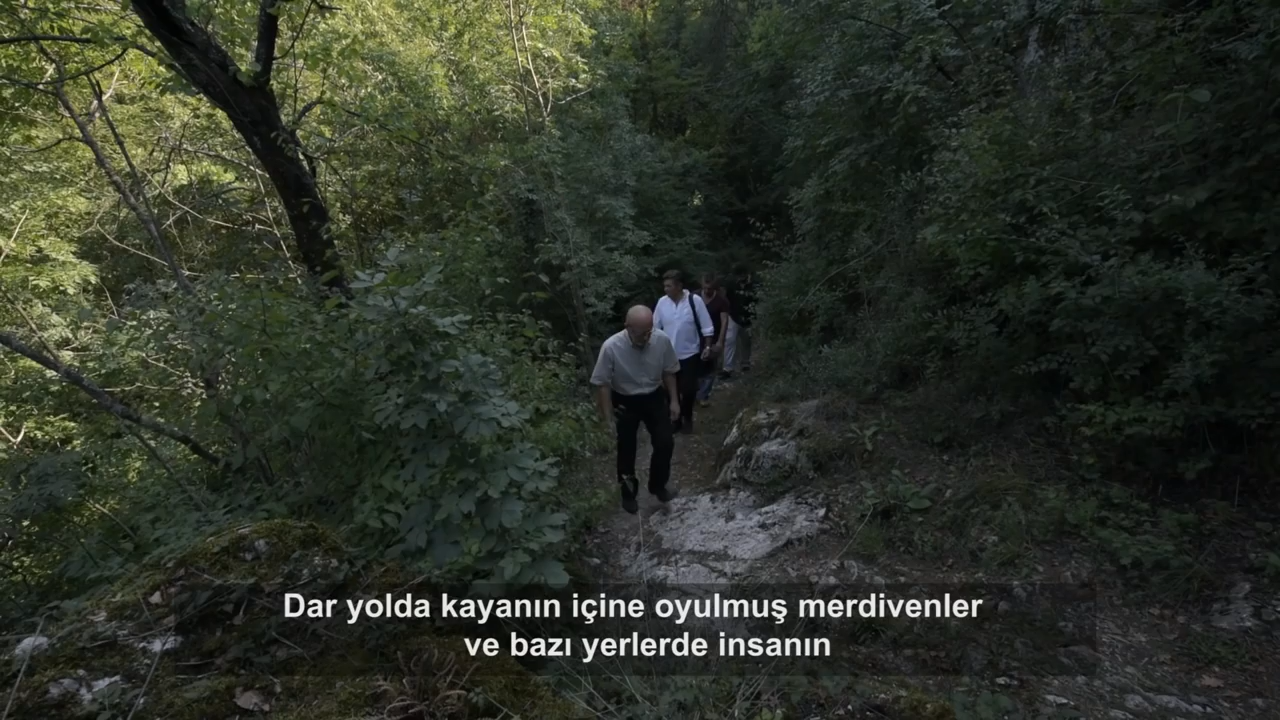 Dar yolda kayanın içine oyulmuş merdivenler
ve bazı yerlerde insanın